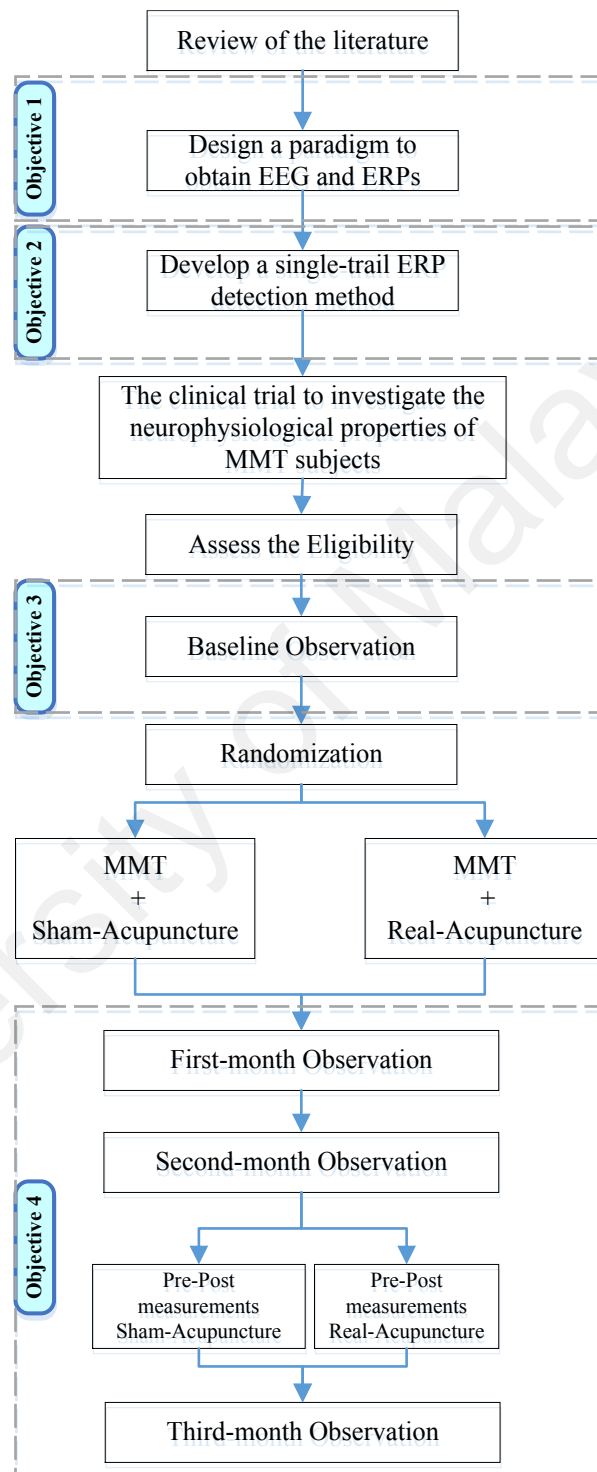 Review of the literature
Objective 1
Design a paradigm to
obtain EEG and ERPs
Objective 2
Develop a single-trail ERP
detection method
The clinical trial to investigate the
neurophysiological properties of
MMT subjects
Assess the Eligibility
Objective 3
Baseline Observation
Randomization
MMT
+
Sham-Acupuncture
MMT
+
Real-Acupuncture
First-month Observation
Second-month Observation
Objective 4
Pre-Post
measurements
Sham-Acupuncture
Pre-Post
measurements
Real-Acupuncture
Third-month Observation
ersity of Malay